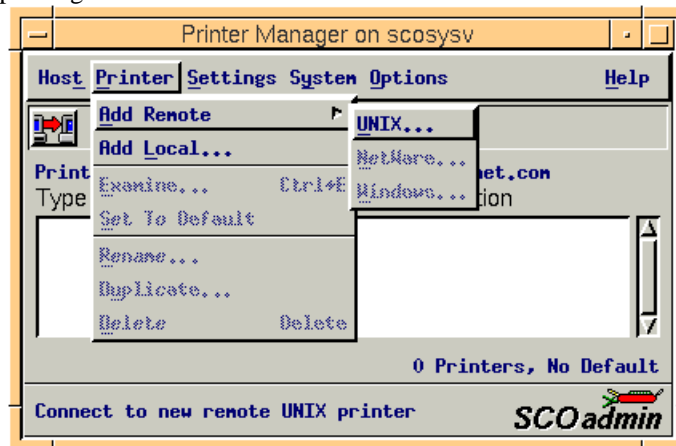 Printer Manager on scosysv
Host Printer Settings System Options Help
Add Remote
UNIX...
Add Local...
NetWare...
Print
net.com
Examine... Ctrl+E
Windows...
Type
tion
Set To Default
Rename...
Duplicate...
Delete Delete
0 Printers, No Default
Connect to new remote UNIX printer
SCOadmin